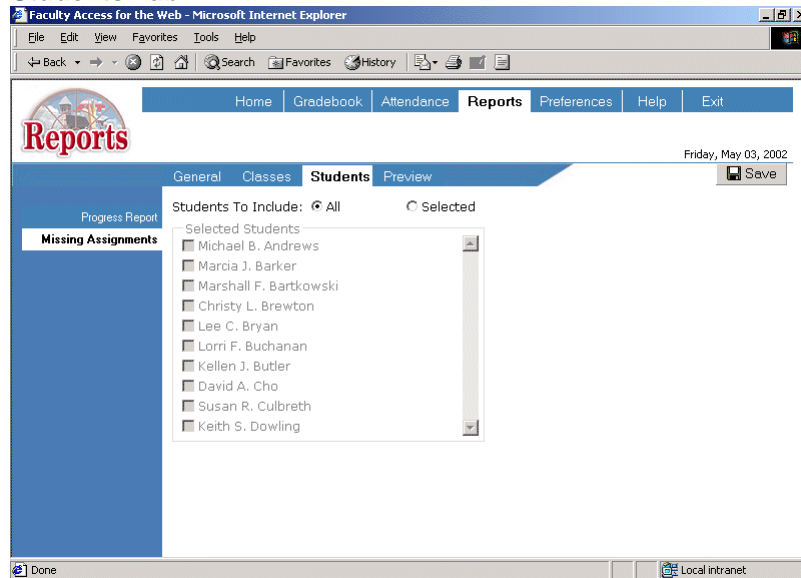 Faculty Access for the Web - Microsoft Internet Explorer
File Edit View Favorites Tools Help
Back Search Favorites History
Home Gradebook Attendance Reports Preferences Help Exit
Reports
Friday, May 03, 2002
General Classes Students Preview Save
Progress Report
Missing Assignments
Students To Include: All Selected
Selected Students
Michael B. Andrews
Marcia J. Barker
Marshall F. Bartkowski
Christy L. Brewton
Lee C. Bryan
Lorri F. Buchanan
Kellen J. Butler
David A. Cho
Susan R. Culbreth
Keith S. Dowling
Done Local intranet